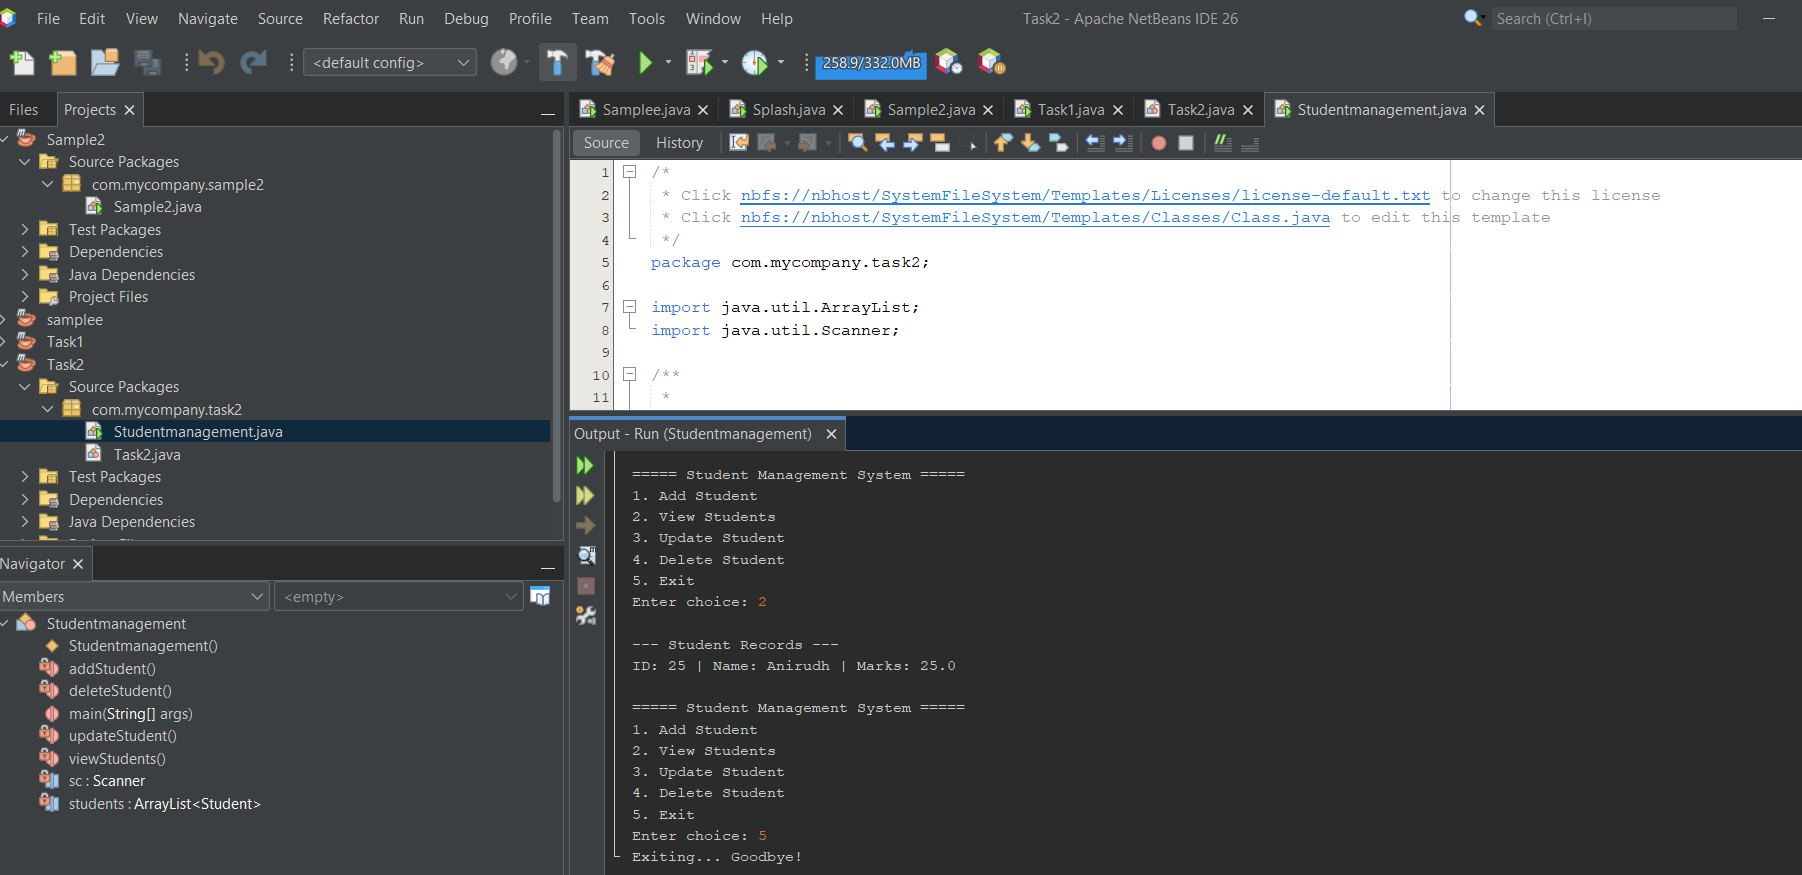 File Edit View Navigate Source Refactor Run Debug Profile Team Tools Window Help Task2 - Apache NetBeans IDE 26 Search (Ctrl+I)
<default config> 258.9/332.0MB
Files Projects
Sample2
Source Packages
com.mycompany.sample2
Sample2.java
Test Packages
Dependencies
Java Dependencies
Project Files
samplee
Task1
Task2
Source Packages
com.mycompany.task2
Studentmanagement.java
Task2.java
Test Packages
Dependencies
Java Dependencies
Navigator
Members <empty>
Studentmanagement
Studentmanagement()
addStudent()
deleteStudent()
main(String[] args)
updateStudent()
viewStudents()
sc : Scanner
students : ArrayList<Student>
Samplee.java Splash.java Sample2.java Task1.java Task2.java Studentmanagement.java
Source History
1 /*
2 * Click nbfs://nbhost/SystemFileSystem/Templates/Licenses/license-default.txt to change this license
3 * Click nbfs://nbhost/SystemFileSystem/Templates/Classes/Class.java to edit this template
4 */
5 package com.mycompany.task2;
6
7 import java.util.ArrayList;
8 import java.util.Scanner;
9
10 /**
11 *
Output - Run (Studentmanagement)
===== Student Management System =====
1. Add Student
2. View Students
3. Update Student
4. Delete Student
5. Exit
Enter choice: 2
--- Student Records ---
ID: 25 | Name: Anirudh | Marks: 25.0
===== Student Management System =====
1. Add Student
2. View Students
3. Update Student
4. Delete Student
5. Exit
Enter choice: 5
Exiting... Goodbye!